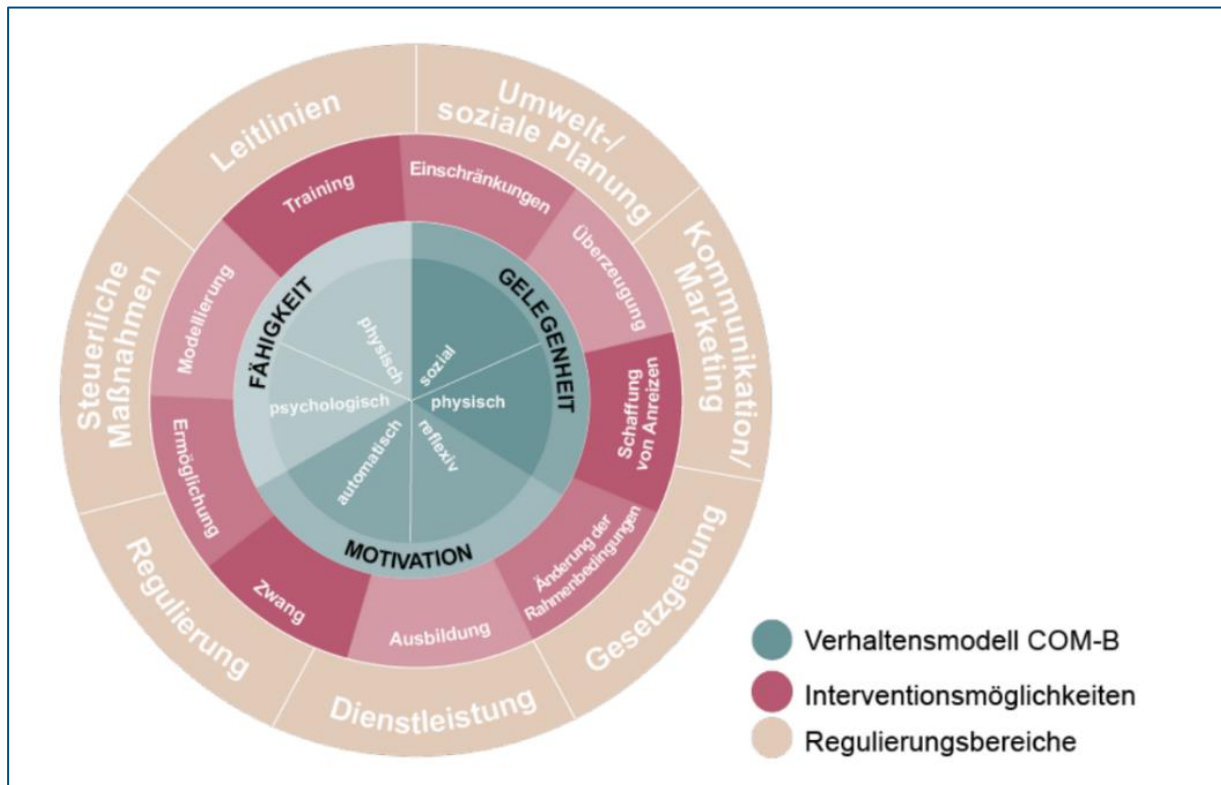 Leitlinien
Umwelt-/
soziale Planung
Kommunikation/
Marketing
Gesetzgebung
Dienstleistung
Regulierung
Steuerliche
Maßnahmen
Training
Einschränkungen
Überzeugung
Schaffung
von Anreizen
Änderung der
Rahmenbedingungen
Ausbildung
Zwang
Ermöglichung
Modellierung
FÄHIGKEIT
GELEGENHEIT
MOTIVATION
physisch
sozial
physisch
reflexiv
automatisch
psychologisch
Verhaltensmodell COM-B
Interventionsmöglichkeiten
Regulierungsbereiche